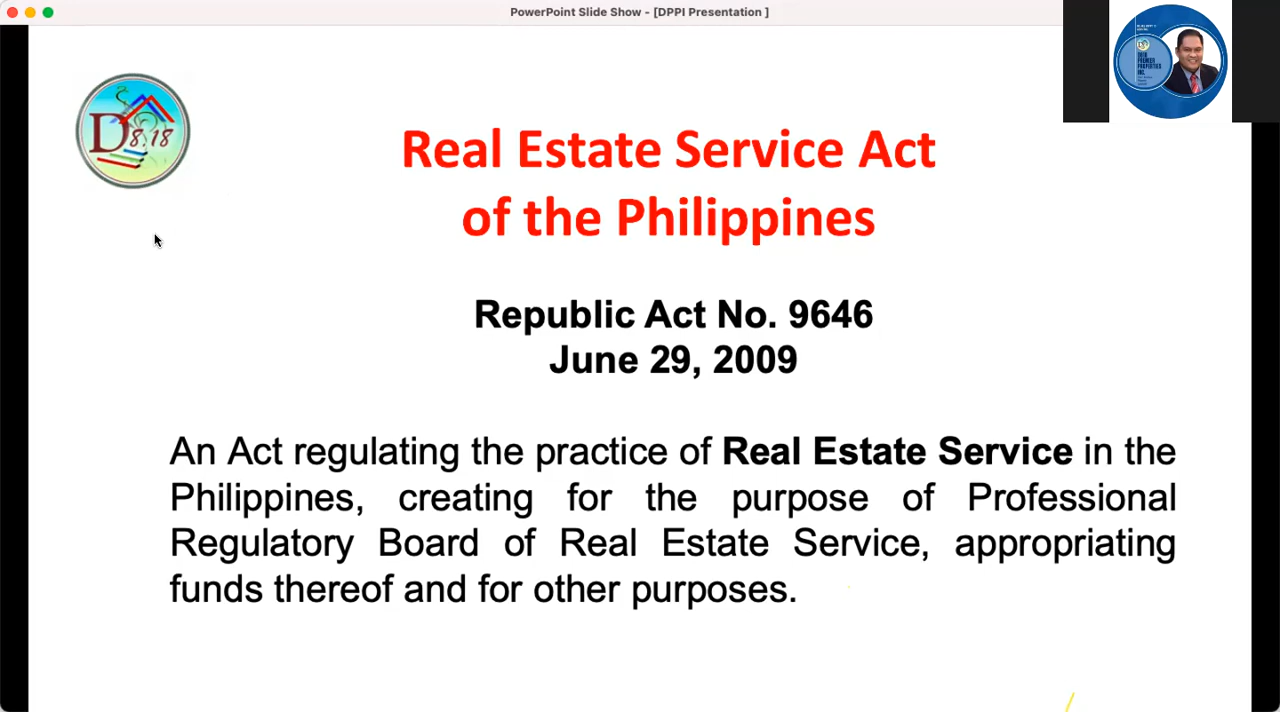 PowerPoint Slide Show - [DPPI Presentation ]
D 8.18
Real Estate Service Act
of the Philippines
Republic Act No. 9646
June 29, 2009
An Act regulating the practice of Real Estate Service in the
Philippines, creating for the purpose of Professional
Regulatory Board of Real Estate Service, appropriating
funds thereof and for other purposes.